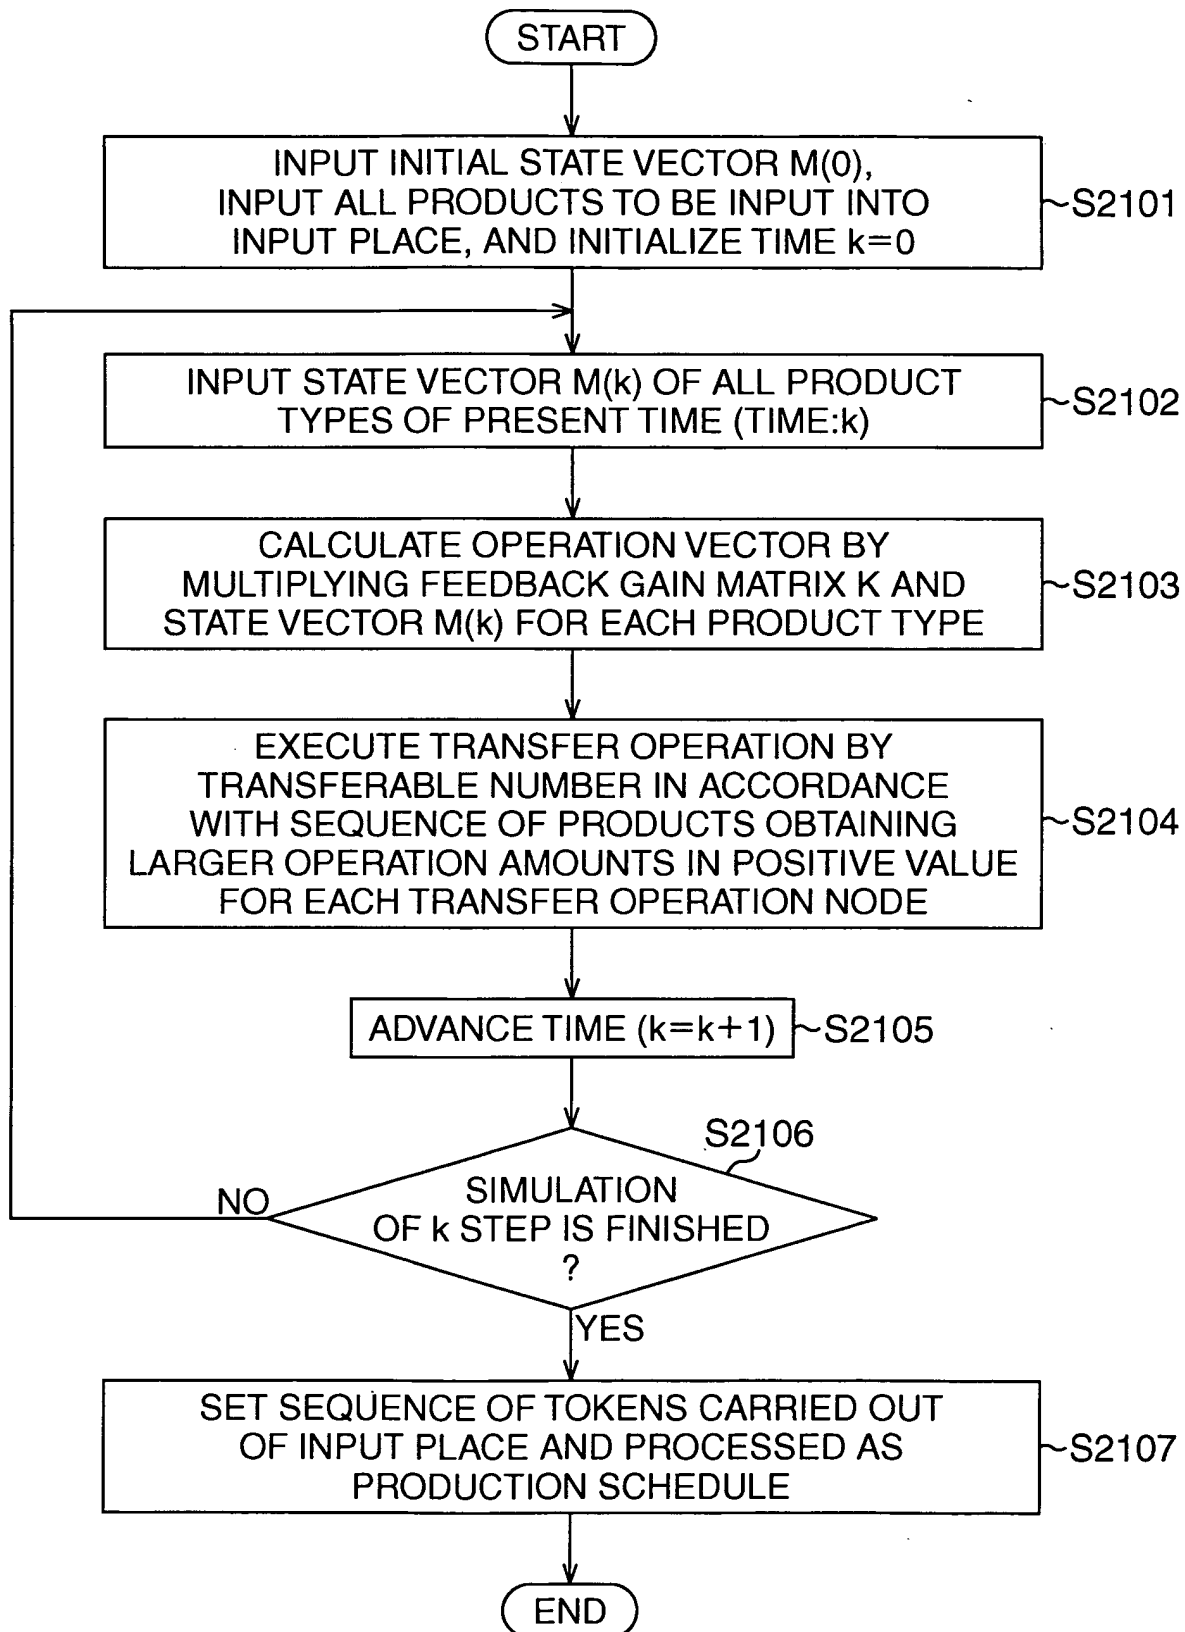 START
INPUT INITIAL STATE VECTOR M(0),
INPUT ALL PRODUCTS TO BE INPUT INTO
INPUT PLACE, AND INITIALIZE TIME k=0
S2101
INPUT STATE VECTOR M(k) OF ALL PRODUCT
TYPES OF PRESENT TIME (TIME:k)
S2102
CALCULATE OPERATION VECTOR BY
MULTIPLYING FEEDBACK GAIN MATRIX K AND
STATE VECTOR M(k) FOR EACH PRODUCT TYPE
S2103
EXECUTE TRANSFER OPERATION BY
TRANSFERABLE NUMBER IN ACCORDANCE
WITH SEQUENCE OF PRODUCTS OBTAINING
LARGER OPERATION AMOUNTS IN POSITIVE VALUE
FOR EACH TRANSFER OPERATION NODE
S2104
ADVANCE TIME (k=k+1)
S2105
S2106
SIMULATION
OF k STEP IS FINISHED
?
NO
YES
SET SEQUENCE OF TOKENS CARRIED OUT
OF INPUT PLACE AND PROCESSED AS
PRODUCTION SCHEDULE
S2107
END